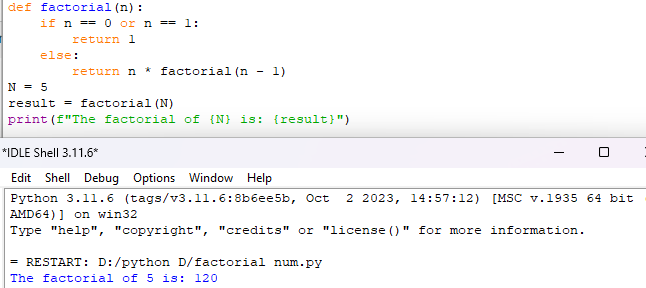 def factorial(n):
    if n == 0 or n == 1:
        return 1
    else:
        return n * factorial(n - 1)
N = 5
result = factorial(N)
print(f"The factorial of {N} is: {result}")
*IDLE Shell 3.11.6*
File Edit Shell Debug Options Window Help
Python 3.11.6 (tags/v3.11.6:8b6ee5b, Oct  2 2023, 14:57:12) [MSC v.1935 64 bit (
AMD64)] on win32
Type "help", "copyright", "credits" or "license()" for more information.
= RESTART: D:/python D/factorial num.py
The factorial of 5 is: 120